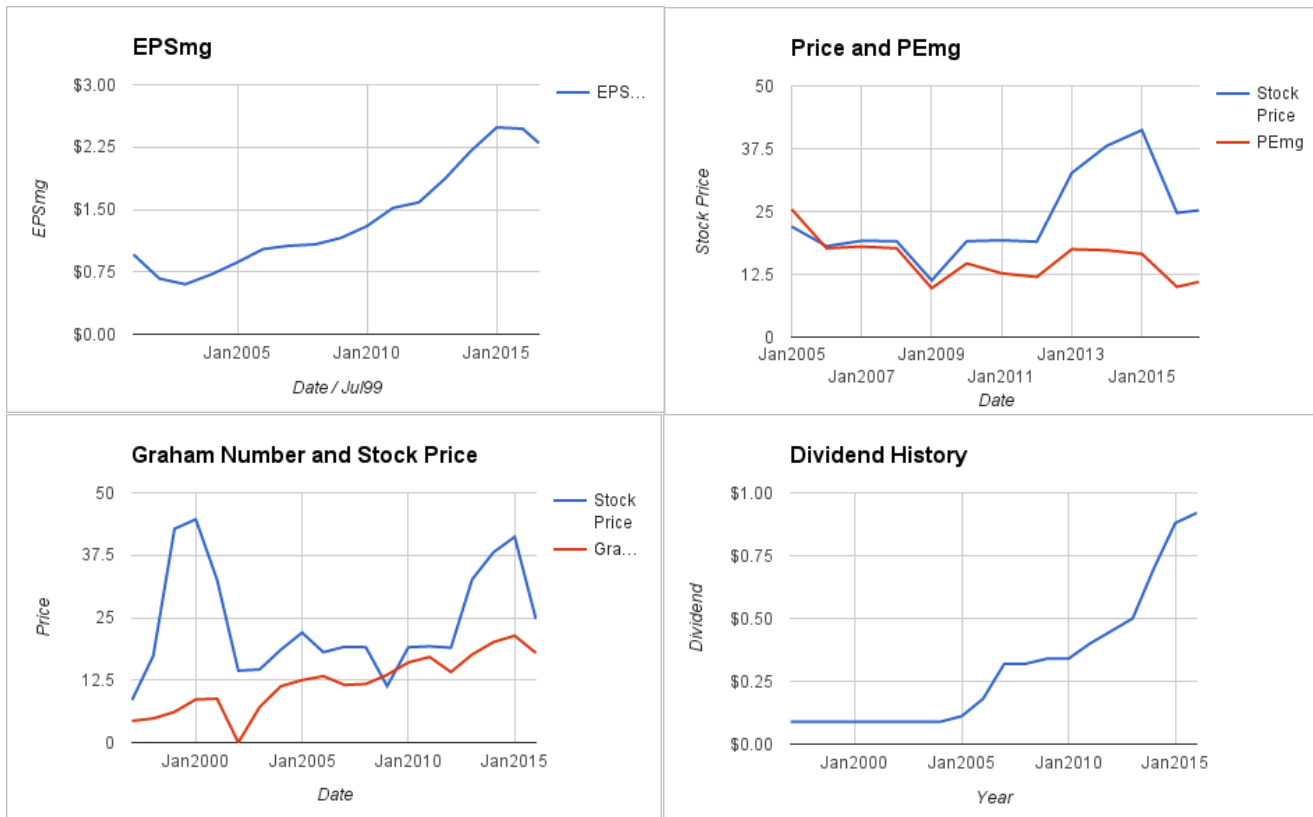 EPSmg
$3.00
$2.25
$1.50
$0.75
$0.00
EPSmg
EPS...
Jan2005
Jan2010
Jan2015
Date / Jul99
Price and PEmg
50
37.5
25
12.5
0
Stock Price
Stock
Price
PEmg
Jan2005
Jan2009
Jan2013
Jan2007
Jan2011
Jan2015
Date
Graham Number and Stock Price
50
37.5
25
12.5
0
Price
Stock
Price
Gra...
Jan2000
Jan2005
Jan2010
Jan2015
Date
Dividend History
$1.00
$0.75
$0.50
$0.25
$0.00
Dividend
Jan2000
Jan2005
Jan2010
Jan2015
Year